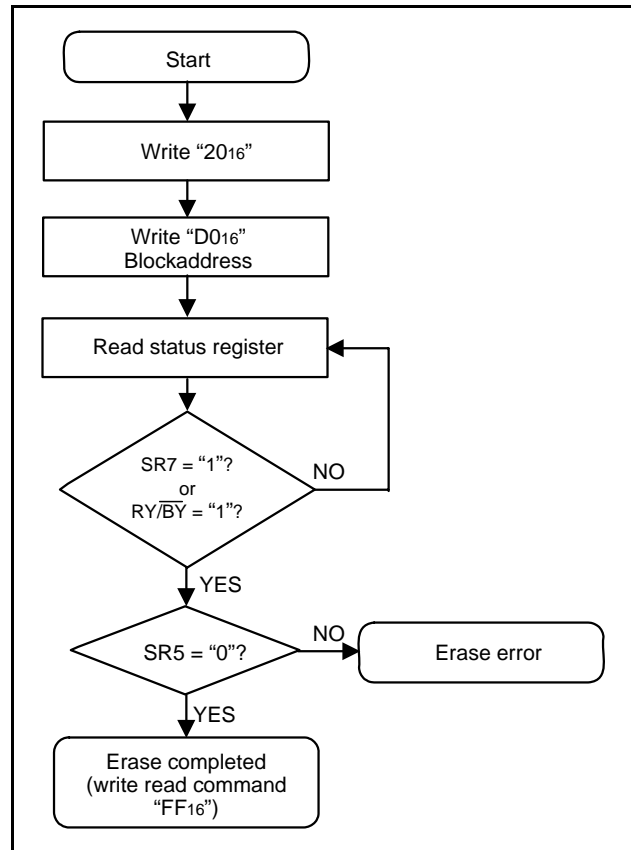 Start
Write “20₁₆”
Write “D0₁₆”
Blockaddress
Read status register
SR7 = “1”?
or
RY/B̅Y̅ = “1”?
NO
YES
SR5 = “0”?
NO
Erase error
YES
Erase completed
(write read command
“FF₁₆”)